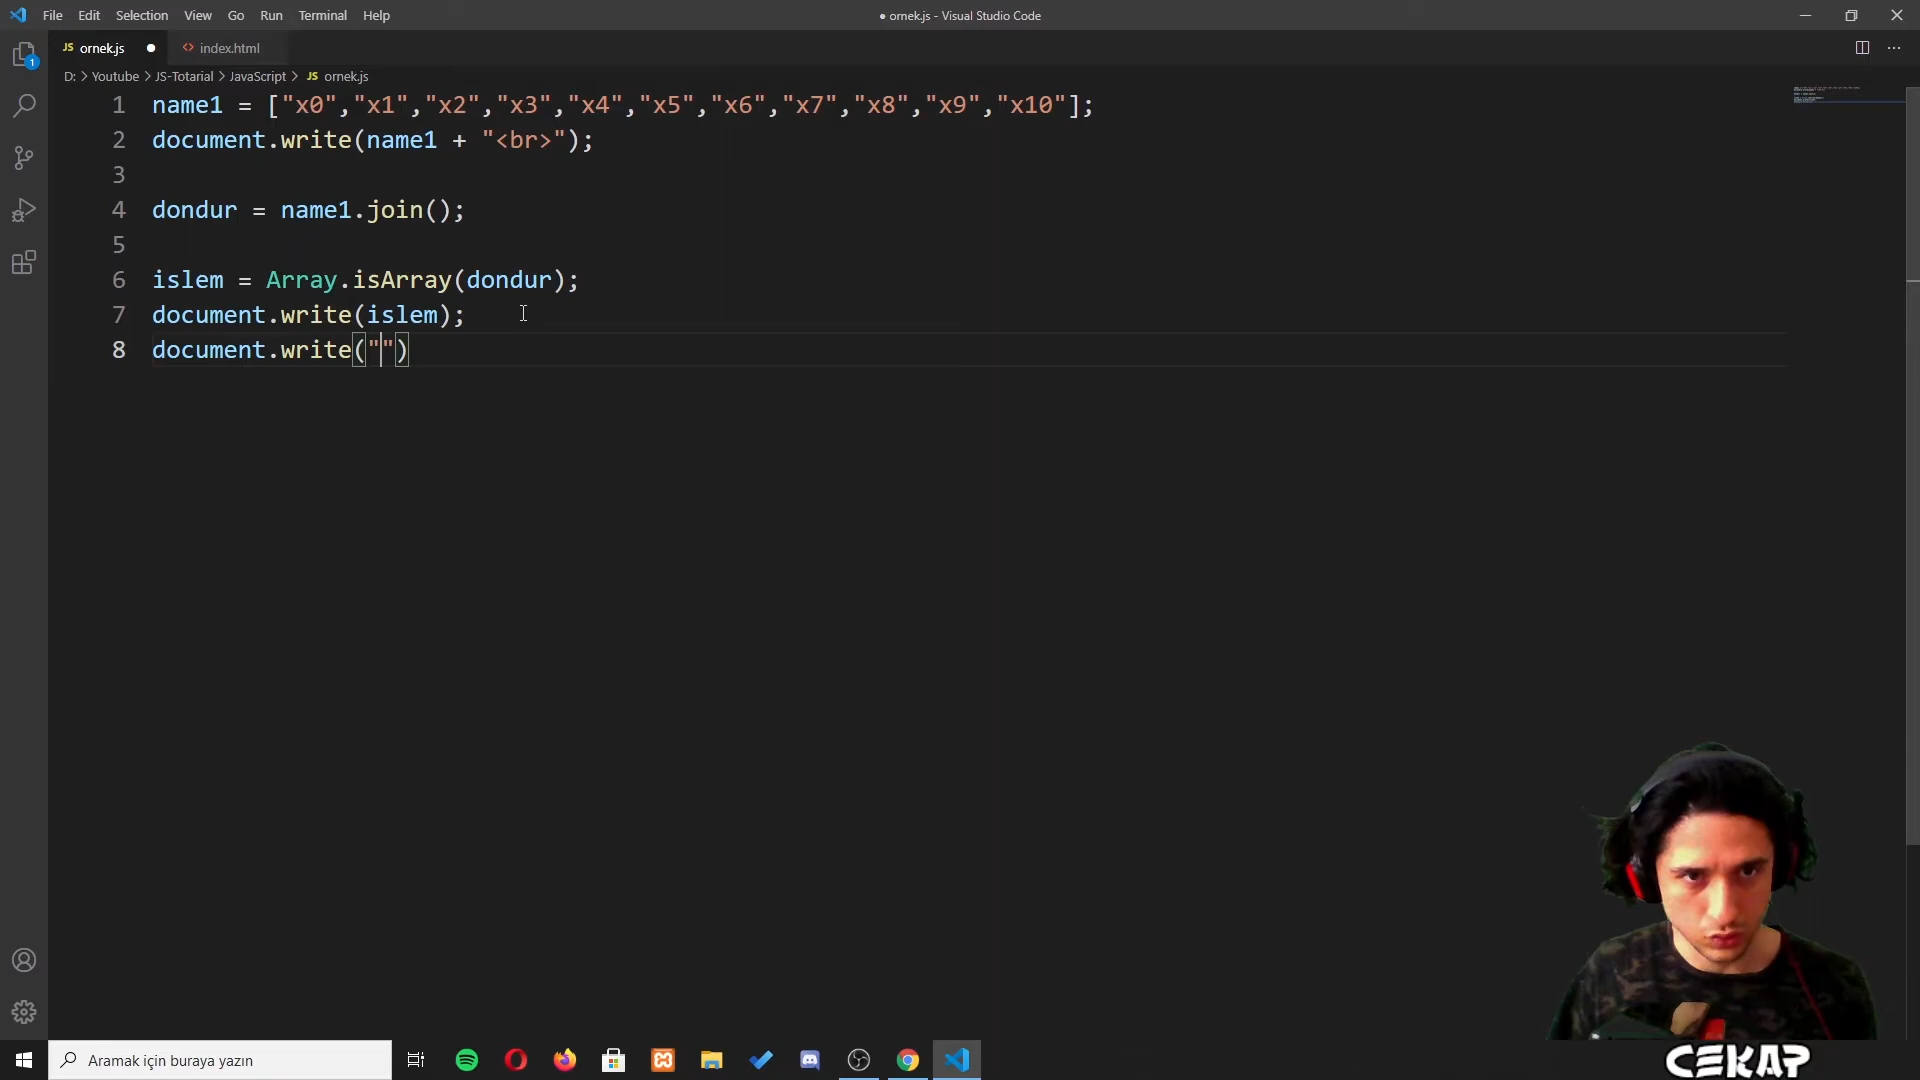 File Edit Selection View Go Run Terminal Help
● ornek.js - Visual Studio Code
JS ornek.js ●
<> index.html
D: > Youtube > JS-Totarial > JavaScript > JS ornek.js
1 name1 = ["x0","x1","x2","x3","x4","x5","x6","x7","x8","x9","x10"];
2 document.write(name1 + "<br>");
3
4 dondur = name1.join();
5
6 islem = Array.isArray(dondur);
7 document.write(islem);
8 document.write("")
1
Aramak için buraya yazın
CEKAP